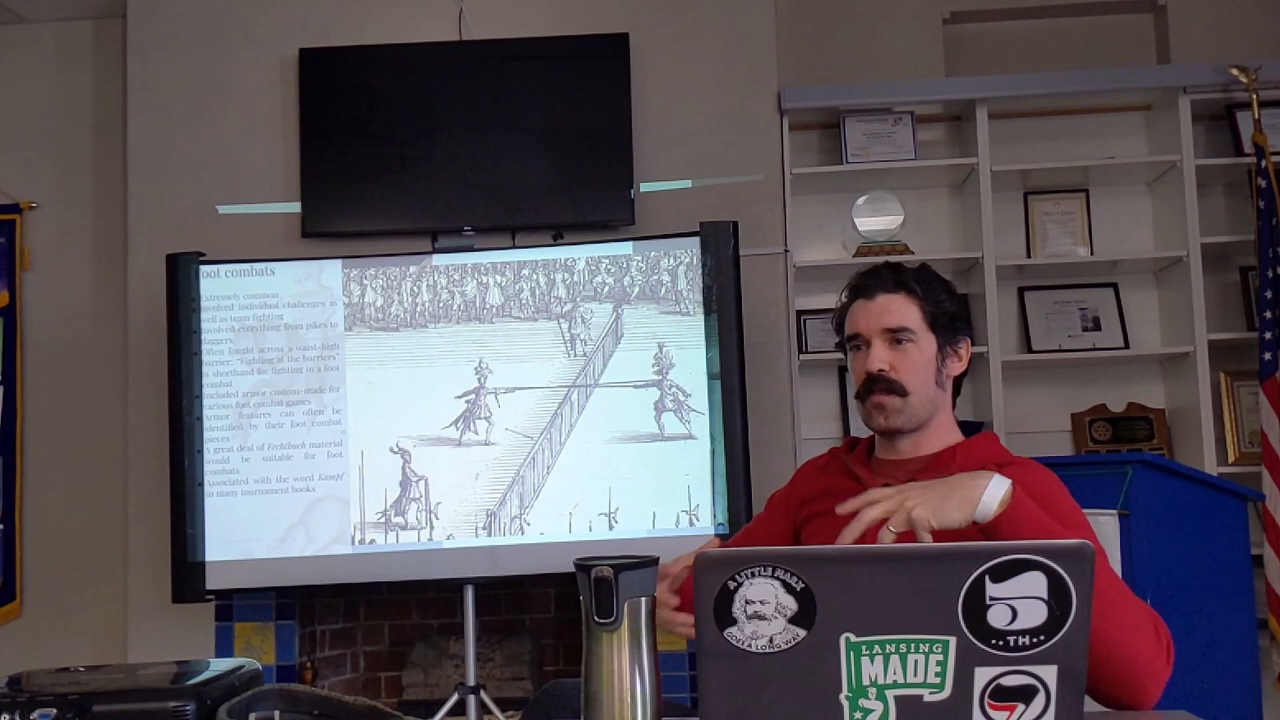 oot combats
Extremely common
Involved individual challenges as
well as team fighting
Involved everything from pikes to
daggers
Often fought across a waist-high
barrier: "Fighting at the barriers"
is shorthand for fighting in a foot
combat
Included armor custom-made for
various foot combat games
Armor features can often be
identified by their foot combat
pieces
A great deal of Fechtbuch material
would be suitable for foot
combats
Associated with the word Kampf
in many tournament books
A LITTLE MARX
GOES A LONG WAY
5
TH
LANSING
MADE